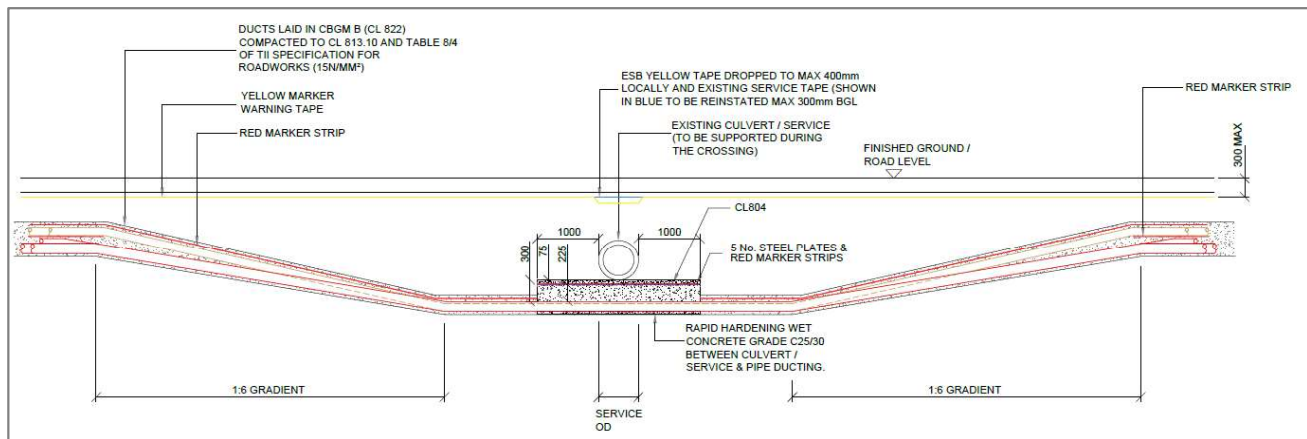 DUCTS LAID IN CBGM B (CL 822)
COMPACTED TO CL 813.10 AND TABLE 8/4
OF TII SPECIFICATION FOR
ROADWORKS (15N/MM²)
YELLOW MARKER
WARNING TAPE
RED MARKER STRIP
ESB YELLOW TAPE DROPPED TO MAX 400mm
LOCALLY AND EXISTING SERVICE TAPE (SHOWN
IN BLUE TO BE REINSTATED MAX 300mm BGL
EXISTING CULVERT / SERVICE
(TO BE SUPPORTED DURING
THE CROSSING)
FINISHED GROUND /
ROAD LEVEL
RED MARKER STRIP
300 MAX
CL804
1000
1000
300
75
225
5 No. STEEL PLATES &
RED MARKER STRIPS
RAPID HARDENING WET
CONCRETE GRADE C25/30
BETWEEN CULVERT /
SERVICE & PIPE DUCTING.
1:6 GRADIENT
SERVICE
OD
1:6 GRADIENT